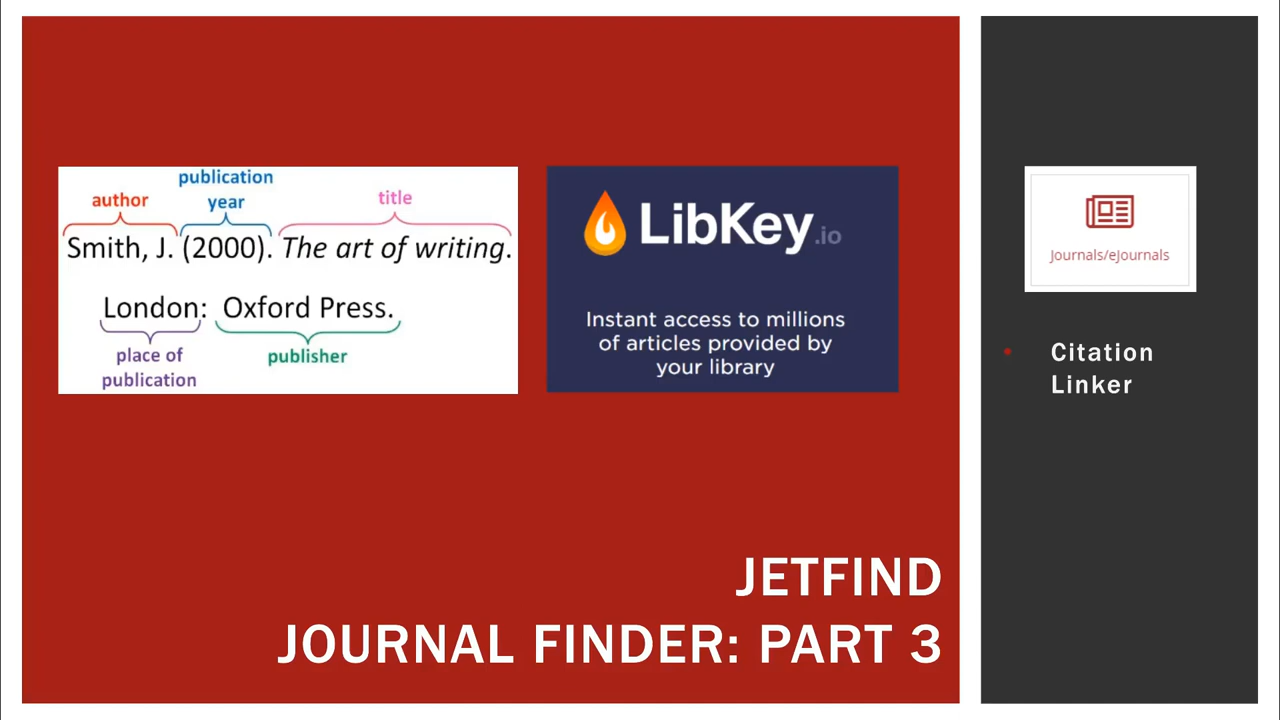 publication
author year title
Smith, J. (2000). The art of writing.
London: Oxford Press.
place of publisher
publication
LibKey.io
Instant access to millions
of articles provided by
your library
JETFIND
JOURNAL FINDER: PART 3
Journals/eJournals
• Citation
Linker